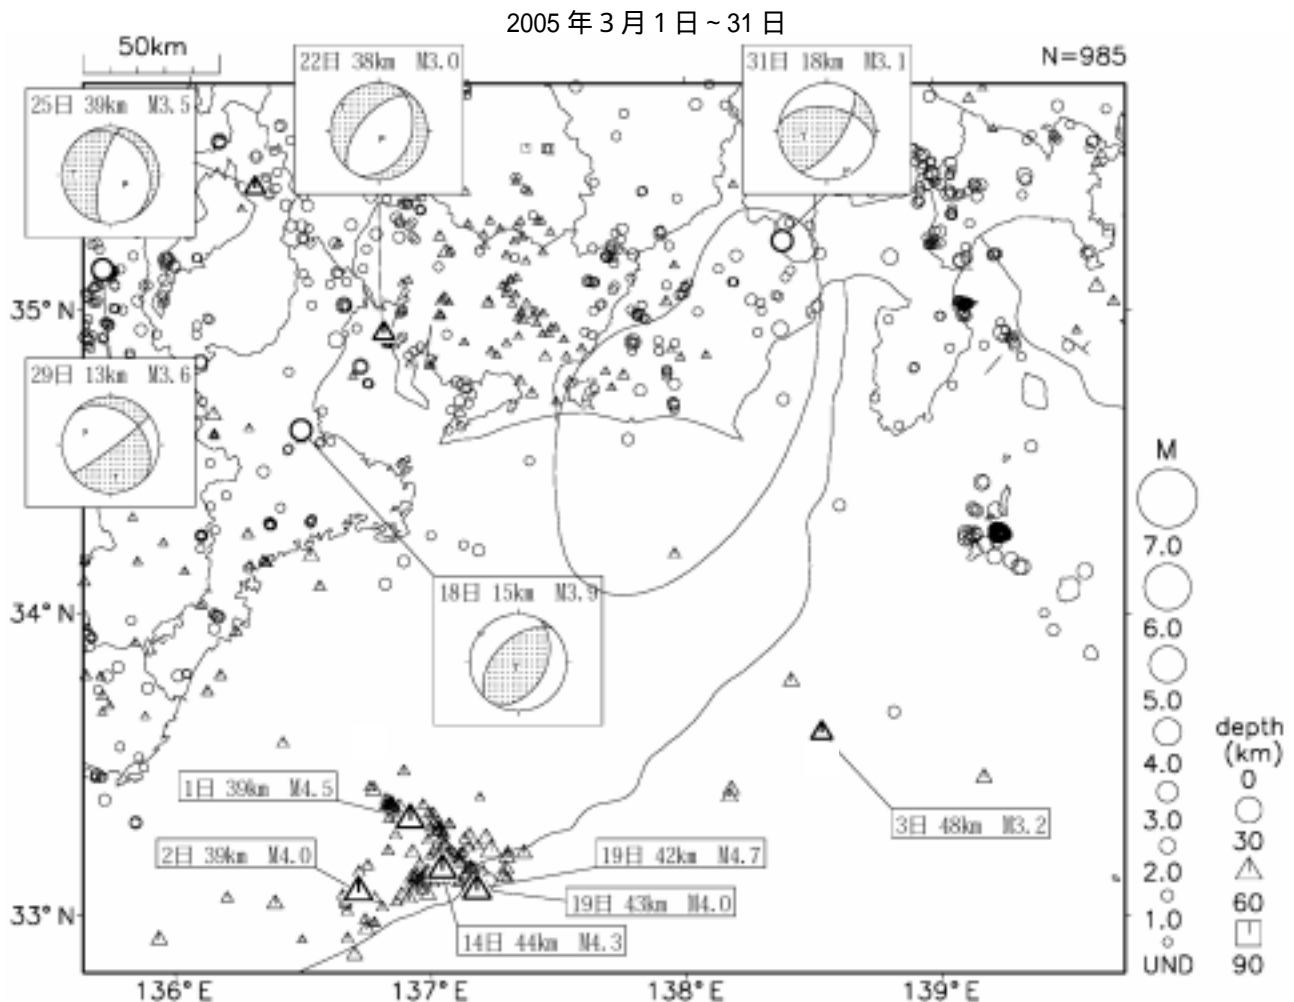 2005 年 3 月 1 日 ~ 31 日
50km
N=985
22日 38km M3.0
P
31日 18km M3.1
T
P
25日 39km M3.5
T
P
35°N
29日 13km M3.6
P
T
34°N
18日 15km M3.9
P
T
1日 39km M4.5
2日 39km M4.0
19日 42km M4.7
19日 43km M4.0
14日 44km M4.3
3日 48km M3.2
33°N
136°E
137°E
138°E
139°E
M
7.0
6.0
5.0
4.0
3.0
2.0
1.0
UND
depth
(km)
0
30
60
90